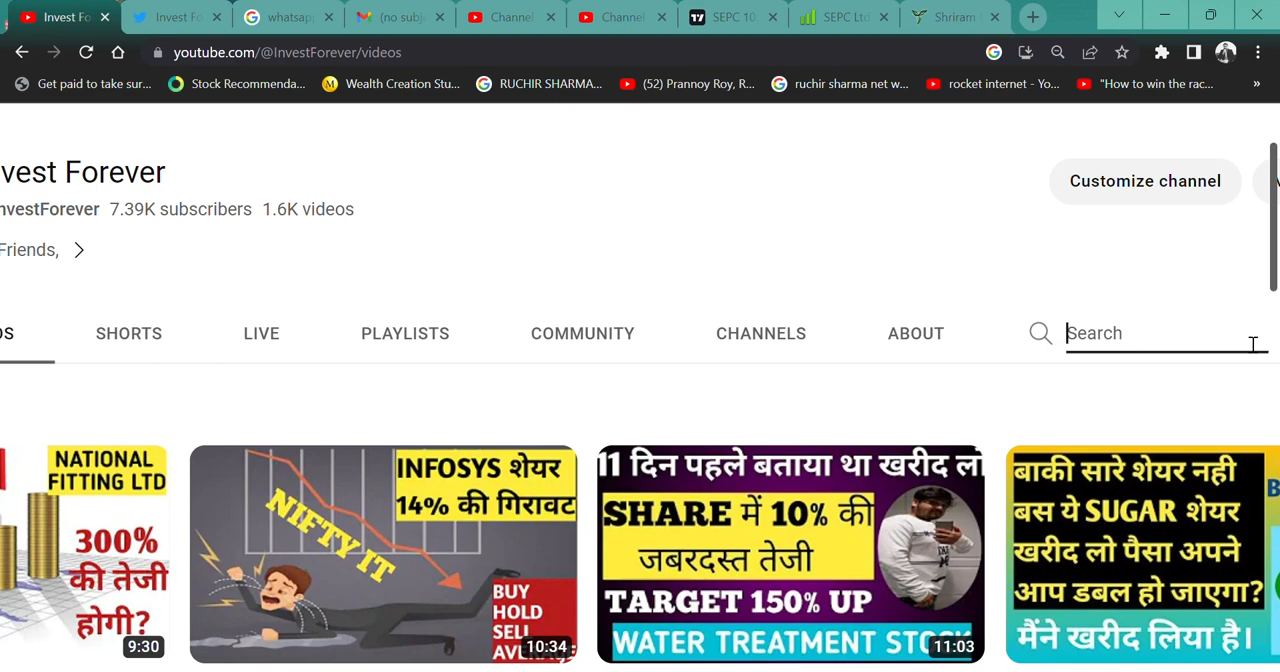 Invest Fo
Invest Fo
whatsap
(no subj
Channel
Channel
SEPC 10
SEPC Ltd
Shriram
youtube.com/@InvestForever/videos
Get paid to take sur...
Stock Recommenda...
Wealth Creation Stu...
RUCHIR SHARMA...
(52) Prannoy Roy, R...
ruchir sharma net w...
rocket internet - Yo...
"How to win the rac...
»
vest Forever
Customize channel
nvestForever 7.39K subscribers 1.6K videos
Friends,
OS
SHORTS
LIVE
PLAYLISTS
COMMUNITY
CHANNELS
ABOUT
Search
NATIONAL
FITTING LTD
300%
की तेजी
होगी?
9:30
INFOSYS शेयर
14% की गिरावट
NIFTY IT
BUY
HOLD
SELL
AVERAGE
10:34
11 दिन पहले बताया था खरीद लो
SHARE में 10% की
जबरदस्त तेजी
TARGET 150% UP
WATER TREATMENT STOCK
11:03
बाकी सारे शेयर नही
बस ये SUGAR शेयर
खरीद लो पैसा अपने
आप डबल हो जाएगा?
मैंने खरीद लिया है।